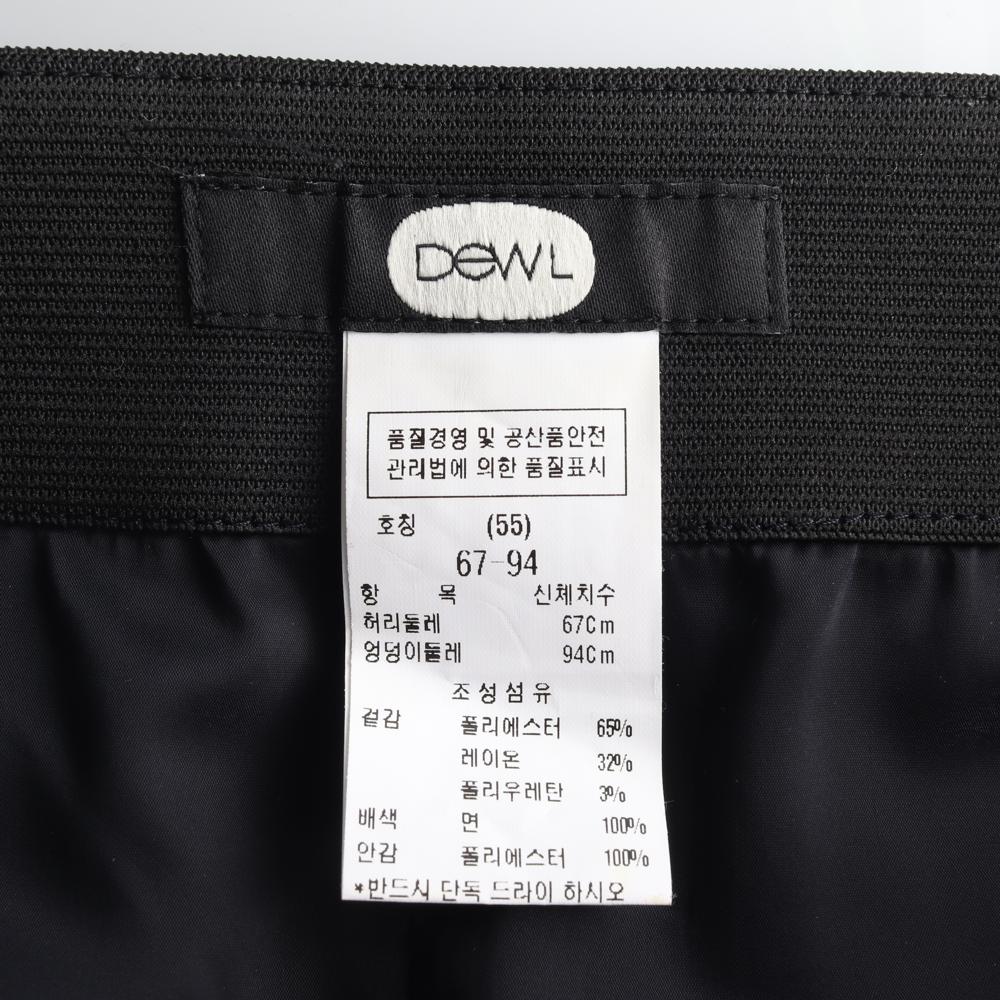 DeWL
품질경영 및 공산품안전
관리법에 의한 품질표시
호칭 (55)
67-94
항 목 신체치수
허리둘레 67Cm
엉덩이둘레 94Cm
조성섬유
겉감 폴리에스터 65%
레이온 32%
폴리우레탄 3%
배색 면 100%
안감 폴리에스터 100%
*반드시 단독 드라이 하시오